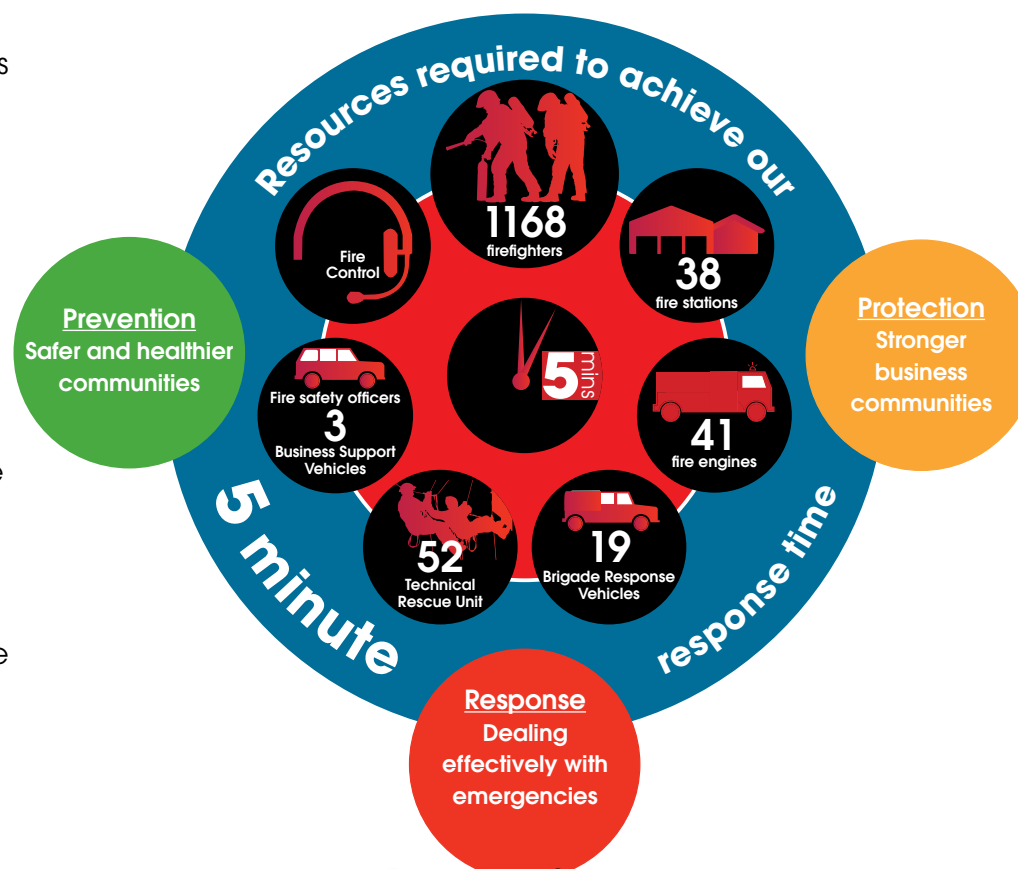 s
e
e
Resources required to achieve our
5 minute
response time
1168
firefighters
38
fire stations
41
fire engines
19
Brigade Response
Vehicles
52
Technical
Rescue Unit
Fire safety officers
3
Business Support
Vehicles
Fire
Control
5
mins
Prevention
Safer and healthier
communities
Protection
Stronger
business
communities
Response
Dealing
effectively with
emergencies